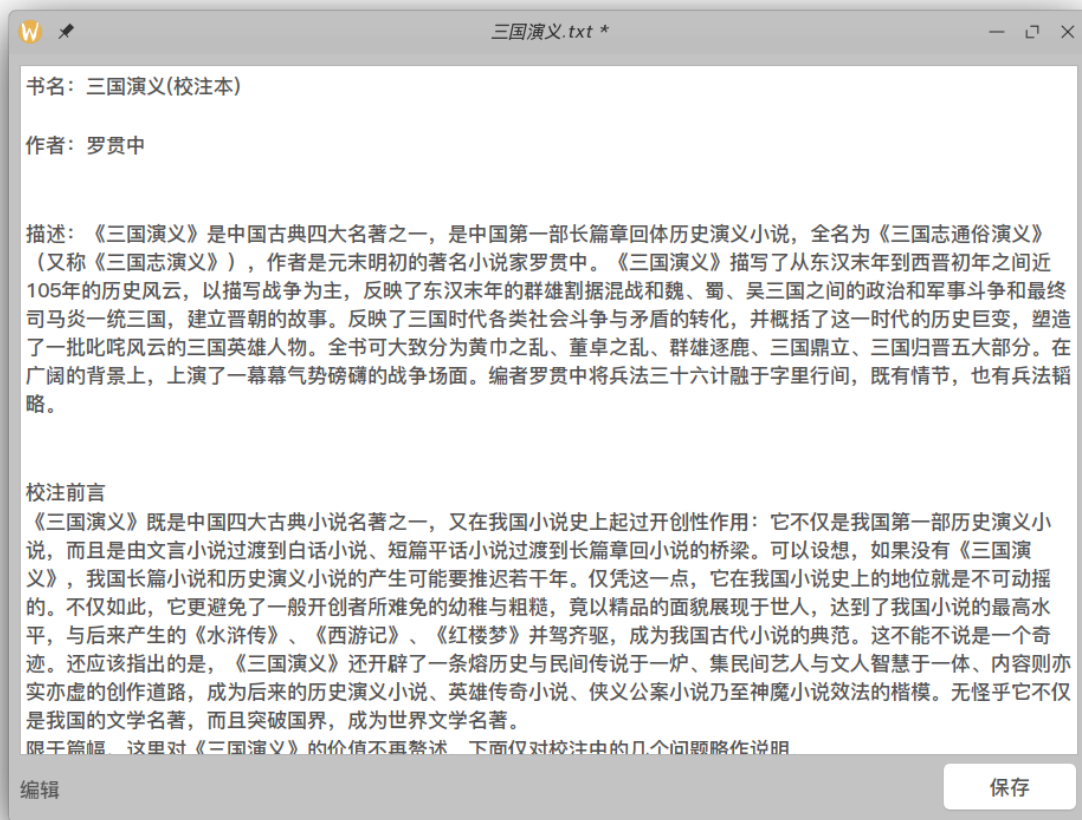 W
三国演义.txt *
书名：三国演义(校注本)
作者：罗贯中
描述：《三国演义》是中国古典四大名著之一，是中国第一部长篇章回体历史演义小说，全名为《三国志通俗演义》
（又称《三国志演义》），作者是元末明初的著名小说家罗贯中。《三国演义》描写了从东汉末年到西晋初年之间近
105年的历史风云，以描写战争为主，反映了东汉末年的群雄割据混战和魏、蜀、吴三国之间的政治和军事斗争和最终
司马炎一统三国，建立晋朝的故事。反映了三国时代各类社会斗争与矛盾的转化，并概括了这一时代的历史巨变，塑造
了一批叱咤风云的三国英雄人物。全书可大致分为黄巾之乱、董卓之乱、群雄逐鹿、三国鼎立、三国归晋五大部分。在
广阔的背景上，上演了一幕幕气势磅礴的战争场面。编者罗贯中将兵法三十六计融于字里行间，既有情节，也有兵法韬
略。
校注前言
《三国演义》既是中国四大古典小说名著之一，又在我国小说史上起过开创性作用：它不仅是我国第一部历史演义小
说，而且是由文言小说过渡到白话小说、短篇平话小说过渡到长篇章回小说的桥梁。可以设想，如果没有《三国演
义》，我国长篇小说和历史演义小说的产生可能要推迟若干年。仅凭这一点，它在我国小说史上的地位就是不可动摇
的。不仅如此，它更避免了一般开创者所难免的幼稚与粗糙，竟以精品的面貌展现于世人，达到了我国小说的最高水
平，与后来产生的《水浒传》、《西游记》、《红楼梦》并驾齐驱，成为我国古代小说的典范。这不能不说是一个奇
迹。还应该指出的是，《三国演义》还开辟了一条熔历史与民间传说于一炉、集民间艺人与文人智慧于一体、内容则亦
实亦虚的创作道路，成为后来的历史演义小说、英雄传奇小说、侠义公案小说乃至神魔小说效法的楷模。无怪乎它不仅
是我国的文学名著，而且突破国界，成为世界文学名著。
限于篇幅，这里对《三国演义》的价值不再赘述，下面仅对校注中的几个问题略作说明
编辑
保存